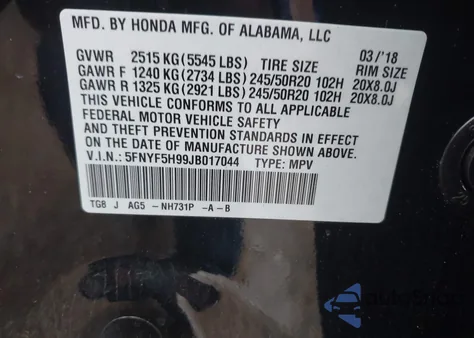 MFD. BY HONDA MFG. OF ALABAMA, LLC
03/'18
GVWR 2515 KG(5545 LBS) TIRE SIZE RIM SIZE
GAWR F 1240 KG(2734 LBS) 245/50R20 102H 20X8.0J
GAWR R 1325 KG(2921 LBS) 245/50R20 102H 20X8.0J
THIS VEHICLE CONFORMS TO ALL APPLICABLE
FEDERAL MOTOR VEHICLE SAFETY
AND THEFT PREVENTION STANDARDS IN EFFECT
ON THE DATE OF MANUFACTURE SHOWN ABOVE.
V.I.N.: 5FNYF5H99JB017044 TYPE: MPV
TG8 J AG5 -NH731P -A-B